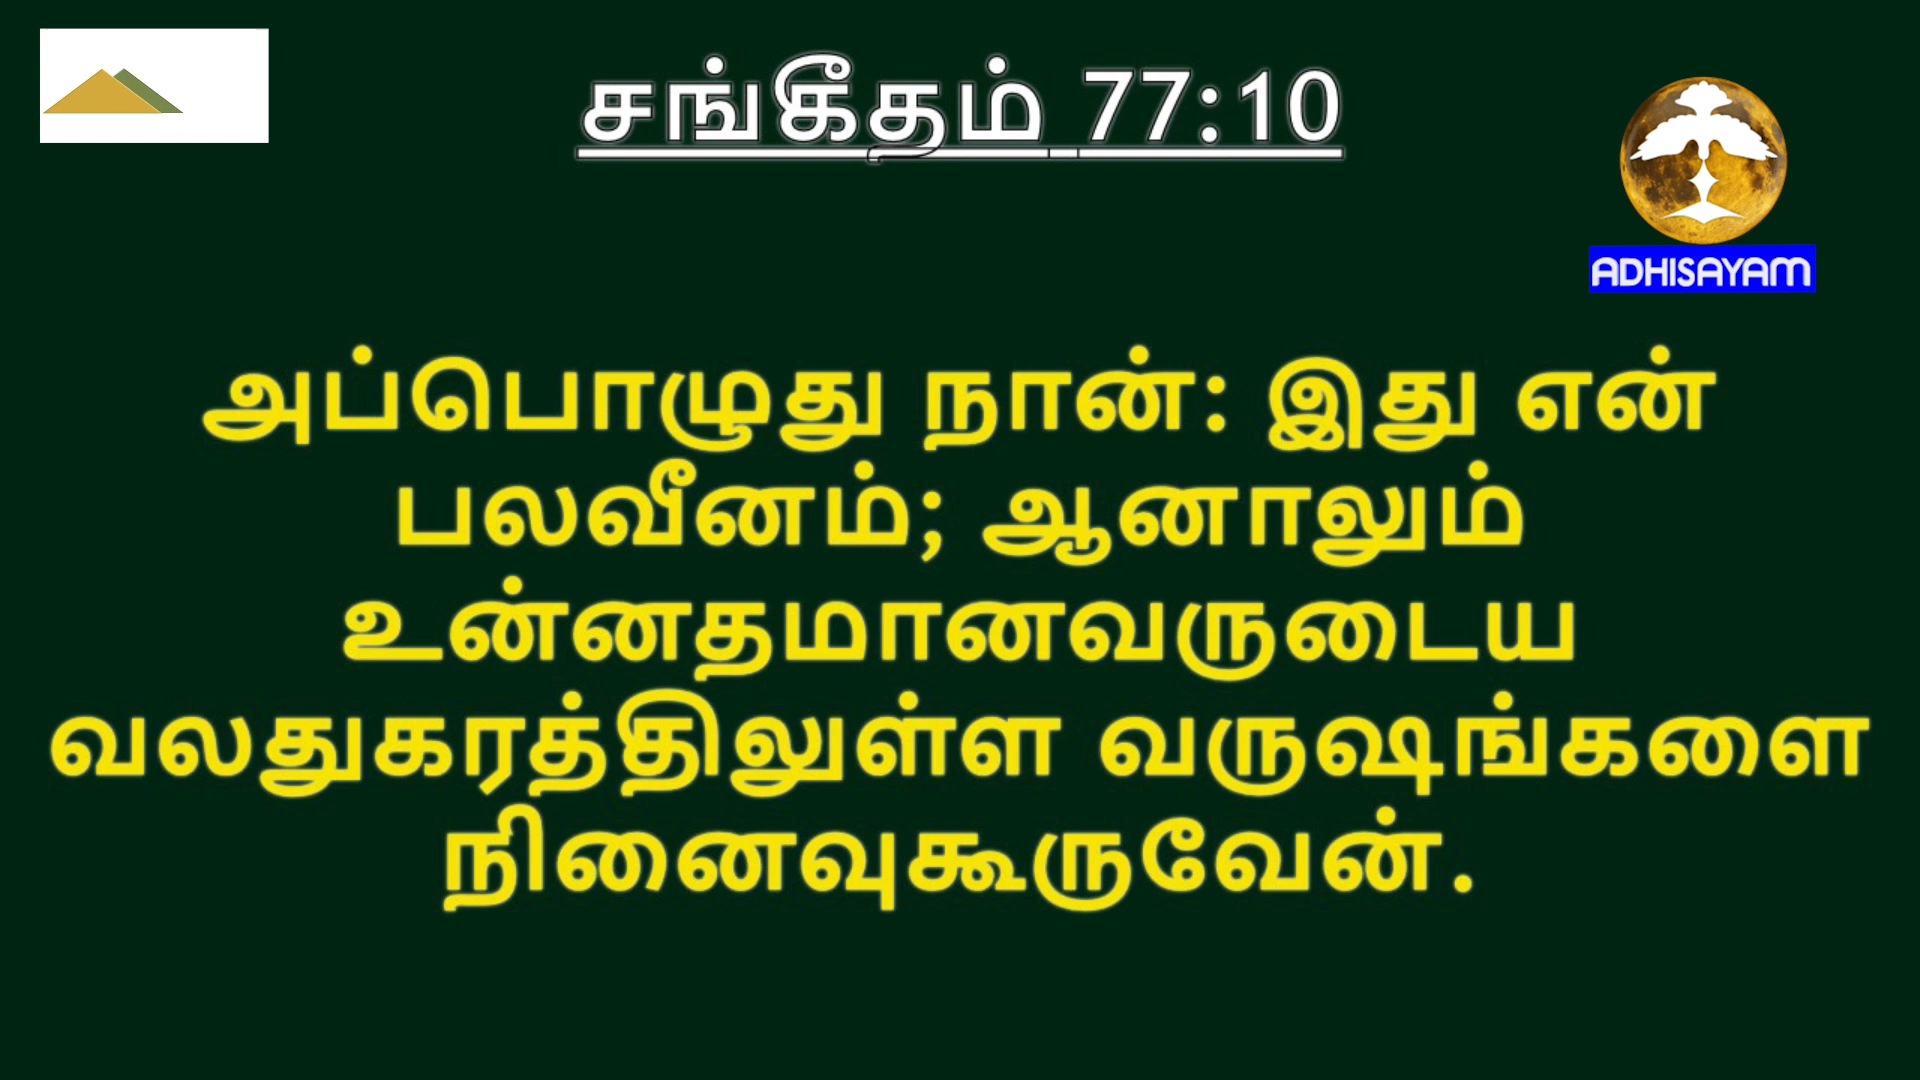 சங்கீதம் 77:10
ADHISAYAM
அப்பொழுது நான்: இது என்
பலவீனம்; ஆனாலும்
உன்னதமானவருடைய
வலதுகரத்திலுள்ள வருஷங்களை
நினைவுகூருவேன்.